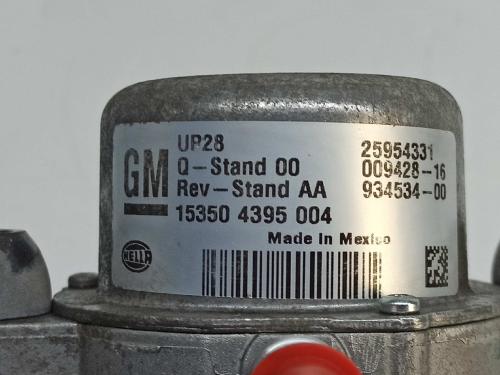 GM
UP28 25954331
Q-Stand 00 009428-16
Rev-Stand AA 934534-00
15350 4395 004
Made in Mexico
HELLA